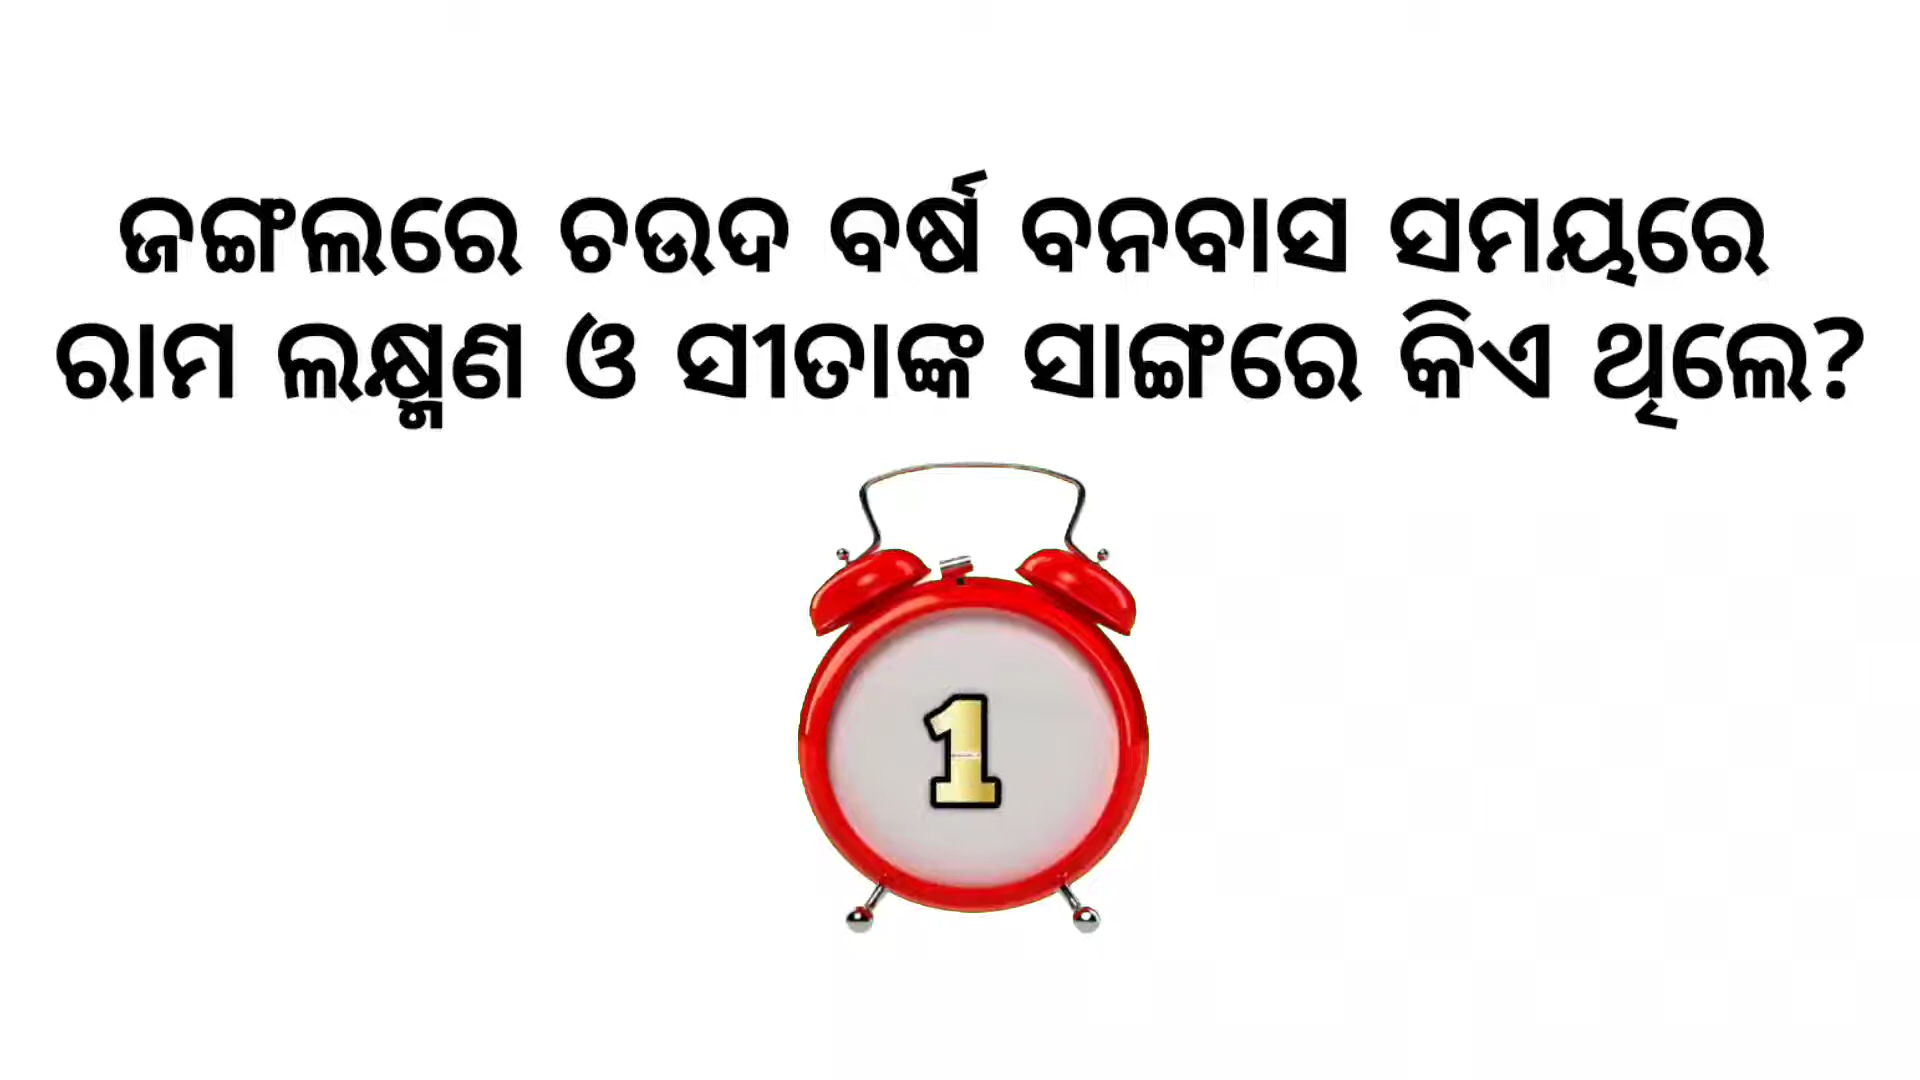 ଜଙ୍ଗଲରେ ଚଉଦ ବର୍ଷ ବନବାସ ସମୟରେ
ରାମ ଲକ୍ଷ୍ମଣ ଓ ସୀତାଙ୍କ ସାଙ୍ଗରେ କିଏ ଥିଲେ?
1